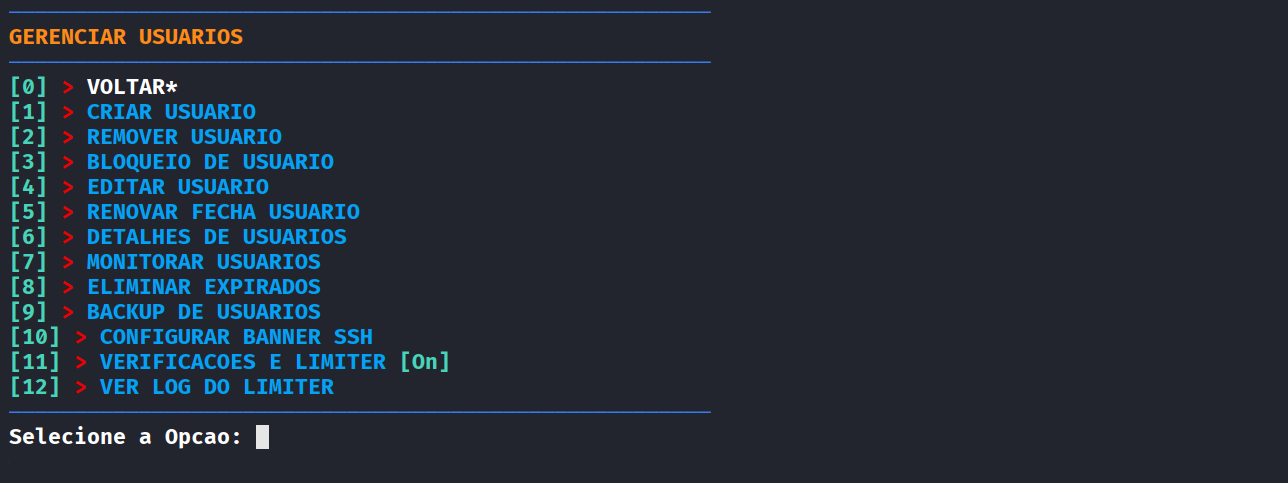 GERENCIAR USUARIOS
[0] > VOLTAR*
[1] > CRIAR USUARIO
[2] > REMOVER USUARIO
[3] > BLOQUEIO DE USUARIO
[4] > EDITAR USUARIO
[5] > RENOVAR FECHA USUARIO
[6] > DETALHES DE USUARIOS
[7] > MONITORAR USUARIOS
[8] > ELIMINAR EXPIRADOS
[9] > BACKUP DE USUARIOS
[10] > CONFIGURAR BANNER SSH
[11] > VERIFICACOES E LIMITER [On]
[12] > VER LOG DO LIMITER
Selecione a Opcao: